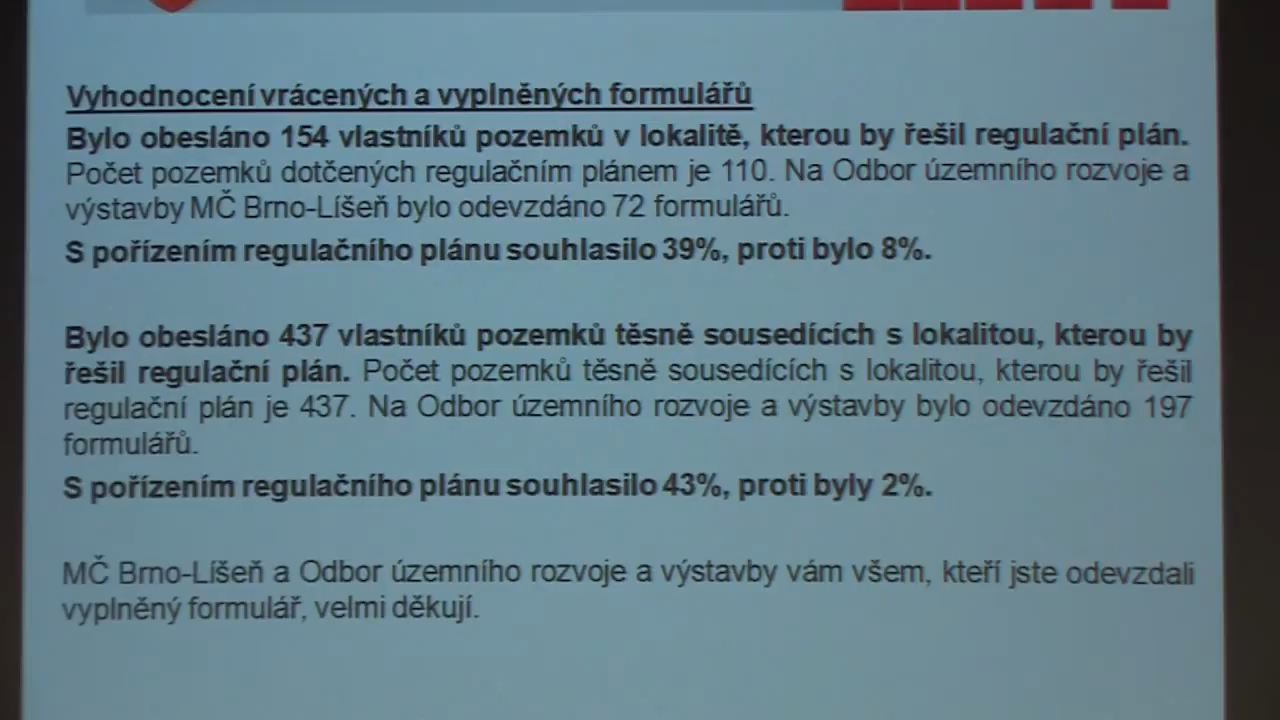 Vyhodnocení vrácených a vyplněných formulářů
Bylo obesláno 154 vlastníků pozemků v lokalitě, kterou by řešil regulační plán.
Počet pozemků dotčených regulačním plánem je 110. Na Odbor územního rozvoje a
výstavby MČ Brno-Líšeň bylo odevzdáno 72 formulářů.
S pořízením regulačního plánu souhlasilo 39%, proti bylo 8%.
Bylo obesláno 437 vlastníků pozemků těsně sousedících s lokalitou, kterou by
řešil regulační plán. Počet pozemků těsně sousedících s lokalitou, kterou by řešil
regulační plán je 437. Na Odbor územního rozvoje a výstavby bylo odevzdáno 197
formulářů.
S pořízením regulačního plánu souhlasilo 43%, proti byly 2%.
MČ Brno-Líšeň a Odbor územního rozvoje a výstavby vám všem, kteří jste odevzdali
vyplněný formulář, velmi děkují.